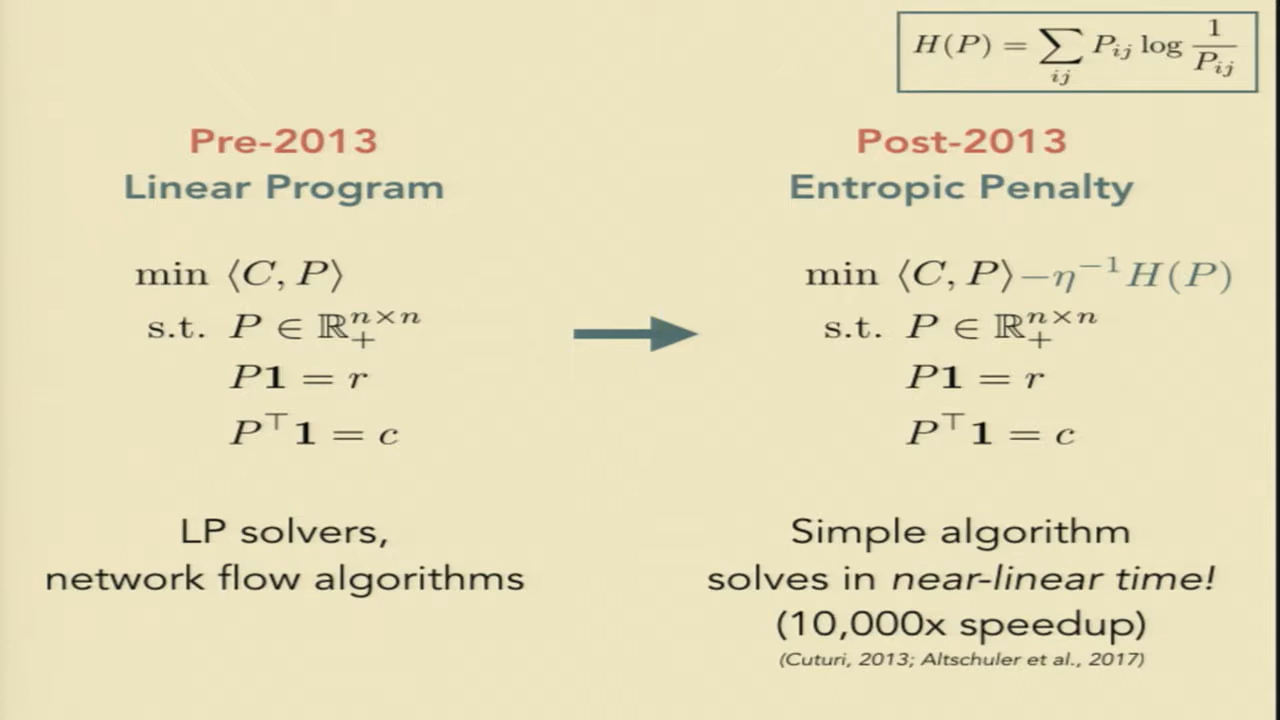 H(P) = ∑_{ij} P_{ij} log 1/P_{ij}
Pre-2013
Linear Program
min ⟨C, P⟩
s.t. P ∈ ℝ₊^{n×n}
P𝟏 = r
P^⊤𝟏 = c
LP solvers,
network flow algorithms
Post-2013
Entropic Penalty
min ⟨C, P⟩ −η^{−1} H(P)
s.t. P ∈ ℝ₊^{n×n}
P𝟏 = r
P^⊤𝟏 = c
Simple algorithm
solves in near-linear time!
(10,000x speedup)
(Cuturi, 2013; Altschuler et al., 2017)